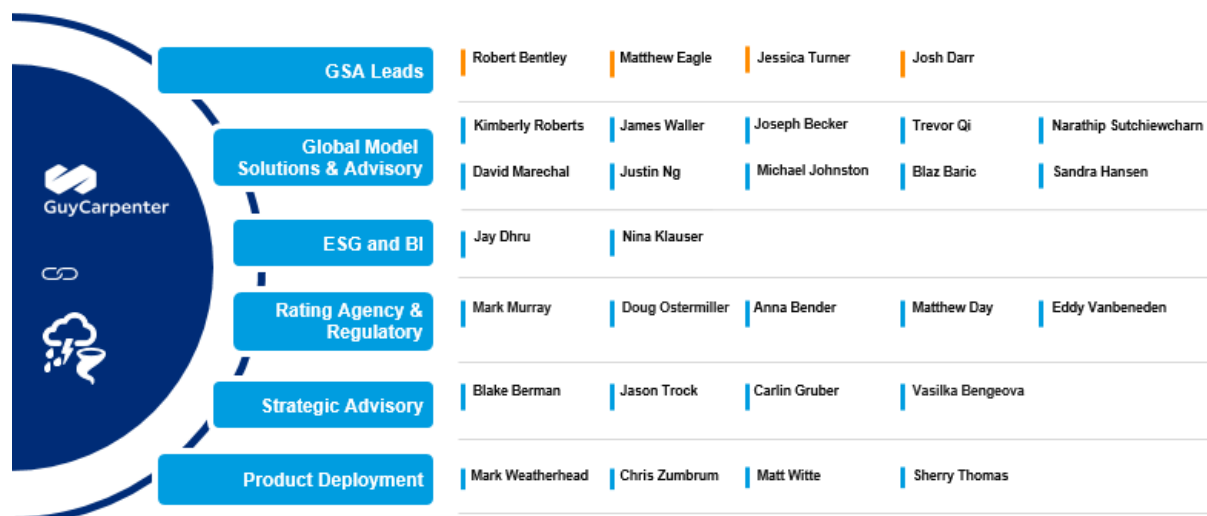 GuyCarpenter
GSA Leads
Robert Bentley
Matthew Eagle
Jessica Turner
Josh Darr
Global Model
Solutions & Advisory
Kimberly Roberts
James Waller
Joseph Becker
Trevor Qi
Narathip Sutchiewcharn
David Marechal
Justin Ng
Michael Johnston
Blaz Baric
Sandra Hansen
ESG and BI
Jay Dhru
Nina Klauser
Rating Agency &
Regulatory
Mark Murray
Doug Ostermiller
Anna Bender
Matthew Day
Eddy Vanbeneden
Strategic Advisory
Blake Berman
Jason Trock
Carlin Gruber
Vasilka Bengeova
Product Deployment
Mark Weatherhead
Chris Zumbrum
Matt Witte
Sherry Thomas